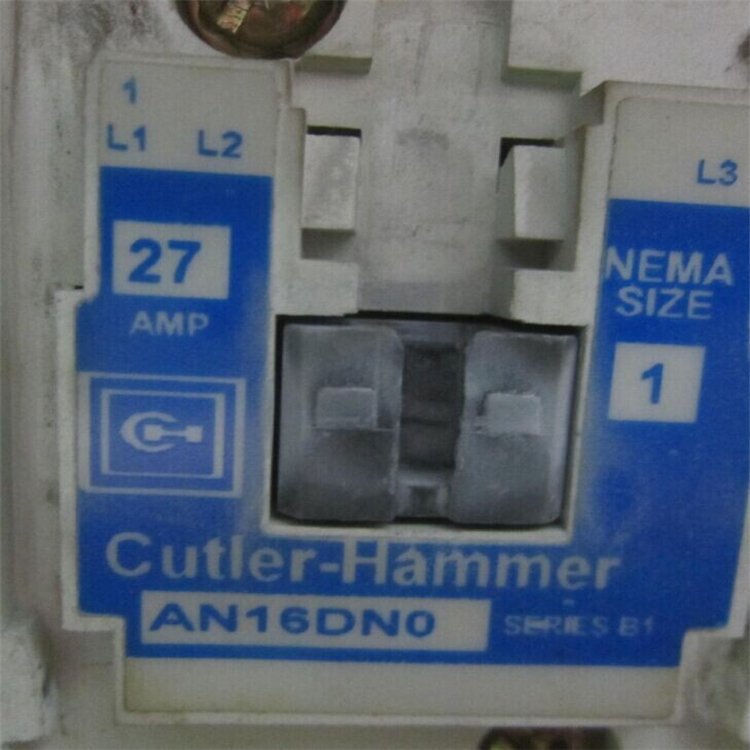 1
L1 L2 L3
27
AMP
NEMA
SIZE
1
Cutler-Hammer
AN16DN0 SERIES B1